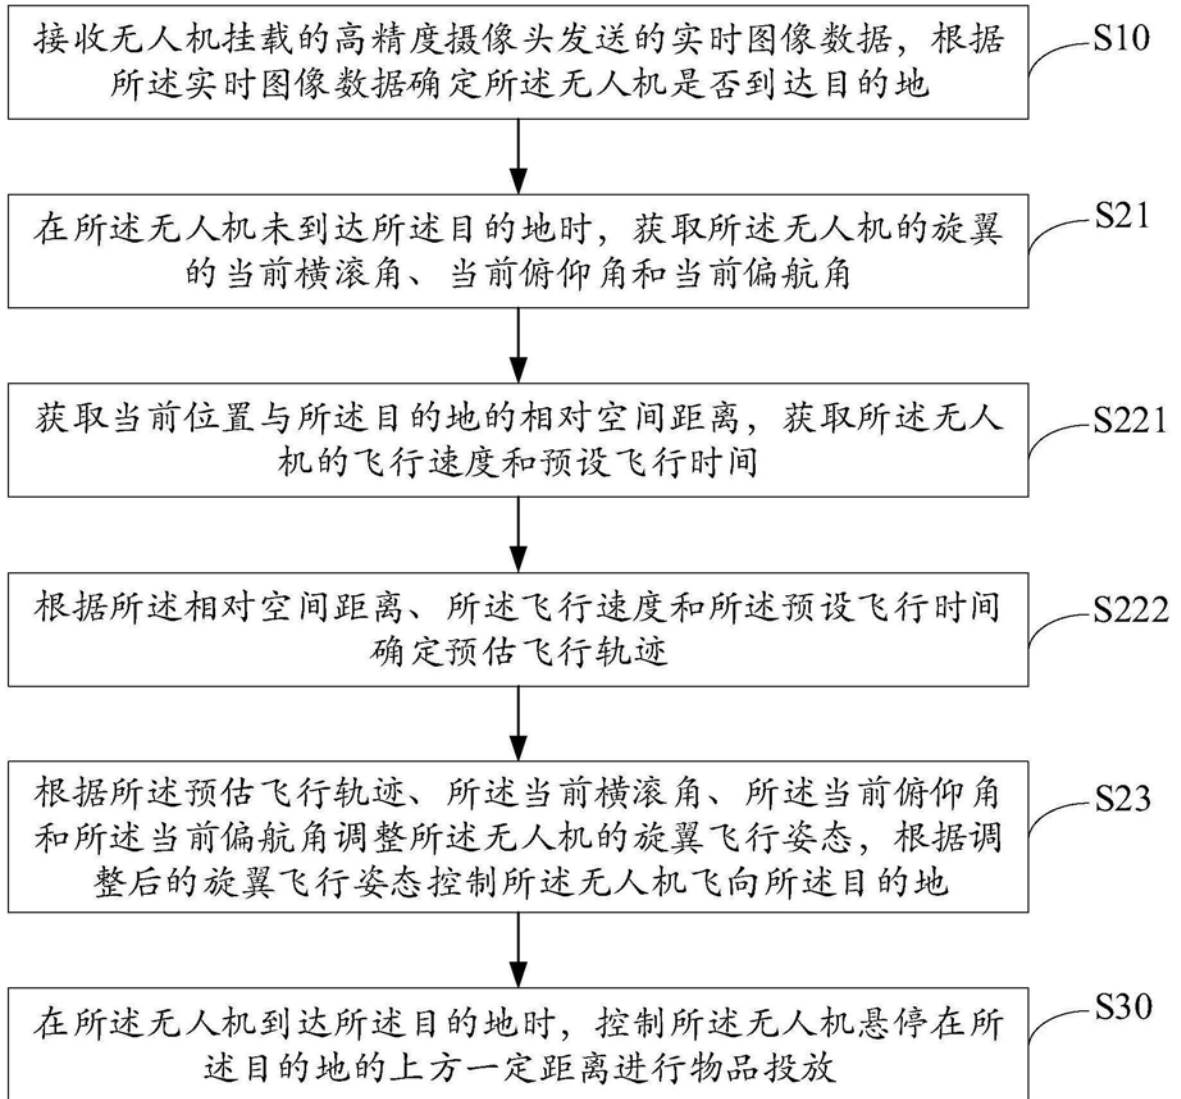 接收无人机挂载的高精度摄像头发送的实时图像数据，根据
所述实时图像数据确定所述无人机是否到达目的地
S10
在所述无人机未到达所述目的地时，获取所述无人机的旋翼
的当前横滚角、当前俯仰角和当前偏航角
S21
获取当前位置与所述目的地的相对空间距离，获取所述无人
机的飞行速度和预设飞行时间
S221
根据所述相对空间距离、所述飞行速度和所述预设飞行时间
确定预估飞行轨迹
S222
根据所述预估飞行轨迹、所述当前横滚角、所述当前俯仰角
和所述当前偏航角调整所述无人机的旋翼飞行姿态，根据调
整后的旋翼飞行姿态控制所述无人机飞向所述目的地
S23
在所述无人机到达所述目的地时，控制所述无人机悬停在所
述目的地的上方一定距离进行物品投放
S30